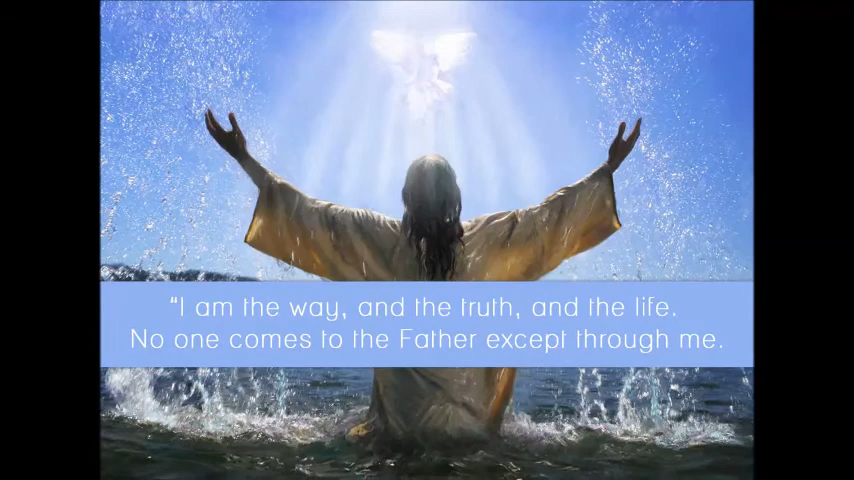 “I am the way, and the truth, and the life.
No one comes to the Father except through me.